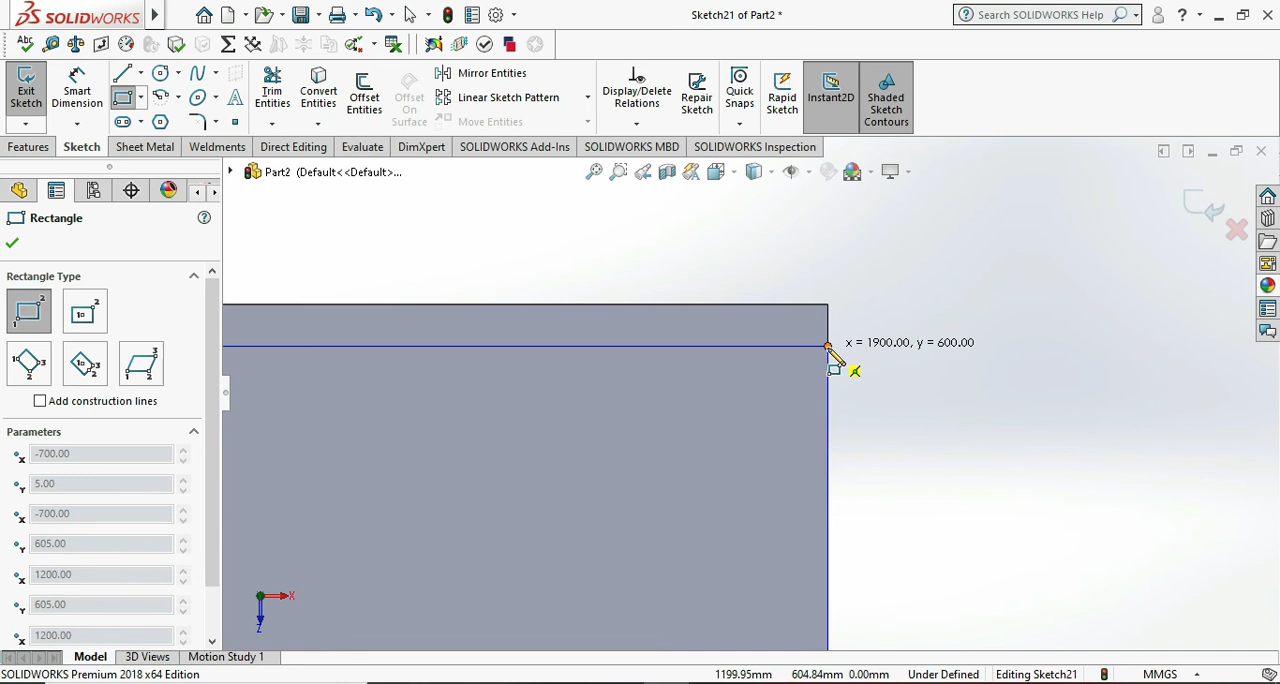 SOLIDWORKS
Sketch21 of Part2 *
Search SOLIDWORKS Help
Exit Sketch
Smart Dimension
Trim Entities
Convert Entities
Offset Entities
Offset On Surface
Mirror Entities
Linear Sketch Pattern
Move Entities
Display/Delete Relations
Repair Sketch
Quick Snaps
Rapid Sketch
Instant2D
Shaded Sketch Contours
Features
Sketch
Sheet Metal
Weldments
Direct Editing
Evaluate
DimXpert
SOLIDWORKS Add-Ins
SOLIDWORKS MBD
SOLIDWORKS Inspection
Part2 (Default<<Default>...
Rectangle
Rectangle Type
Add construction lines
Parameters
-700.00
5.00
-700.00
605.00
1200.00
605.00
1200.00
x = 1900.00, y = 600.00
X
Z
Model
3D Views
Motion Study 1
SOLIDWORKS Premium 2018 x64 Edition
1199.95mm
604.84mm 0.00mm
Under Defined
Editing Sketch21
MMGS